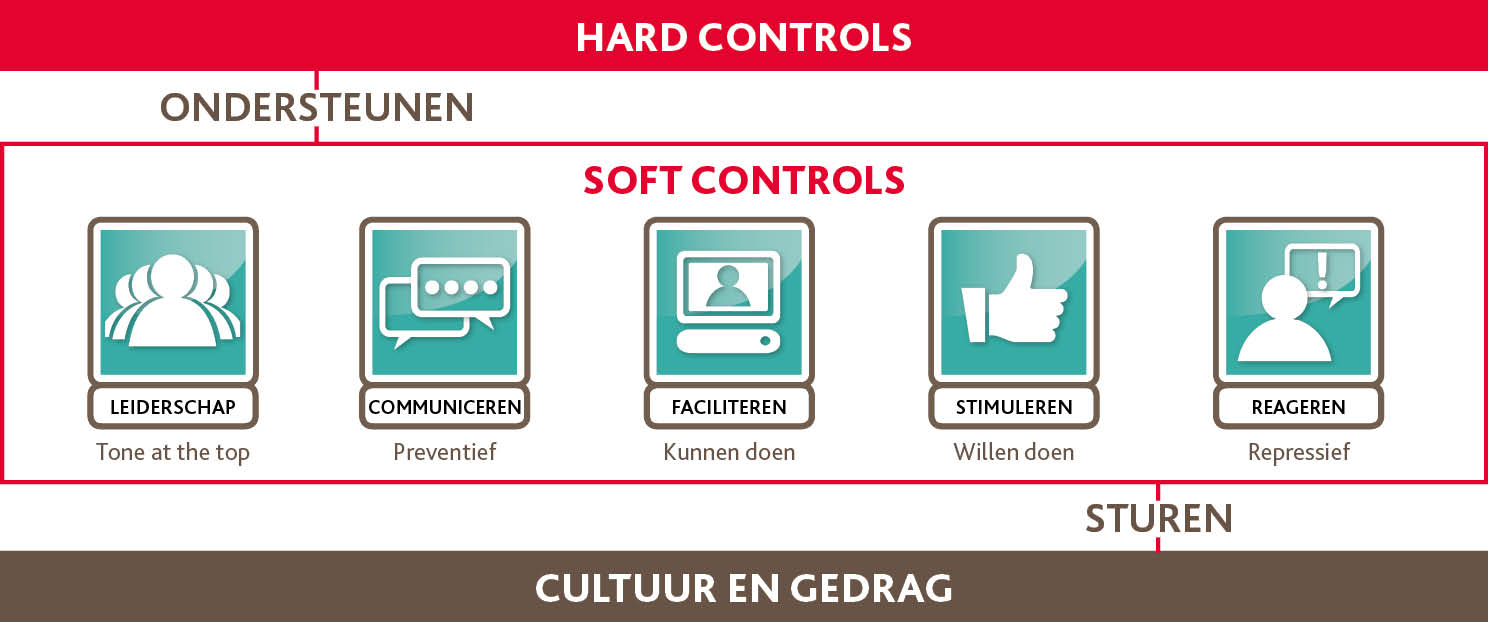 HARD CONTROLS
ONDERSTEUNEN
SOFT CONTROLS
LEIDERSCHAP
Tone at the top
COMMUNICEREN
Preventief
FACILITEREN
Kunnen doen
STIMULEREN
Willen doen
!
REAGEREN
Repressief
STUREN
CULTUUR EN GEDRAG